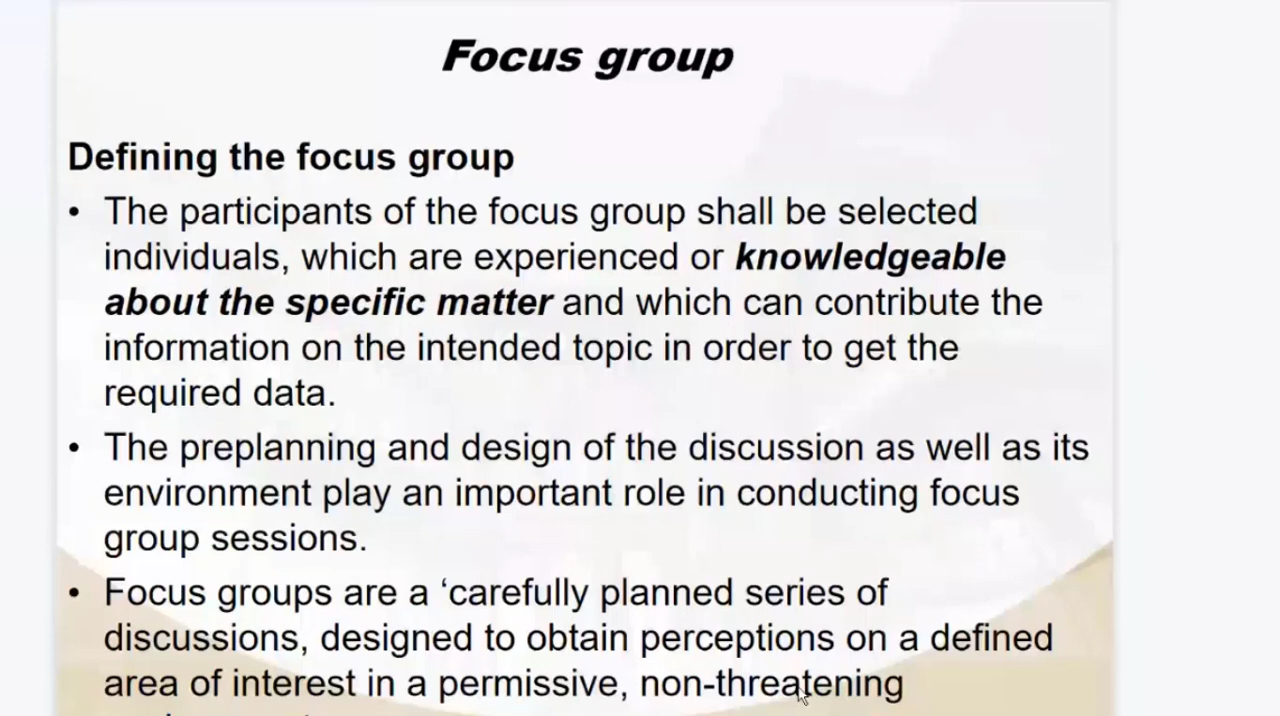 Focus group
Defining the focus group
• The participants of the focus group shall be selected
individuals, which are experienced or knowledgeable
about the specific matter and which can contribute the
information on the intended topic in order to get the
required data.
• The preplanning and design of the discussion as well as its
environment play an important role in conducting focus
group sessions.
• Focus groups are a ‘carefully planned series of
discussions, designed to obtain perceptions on a defined
area of interest in a permissive, non-threatening